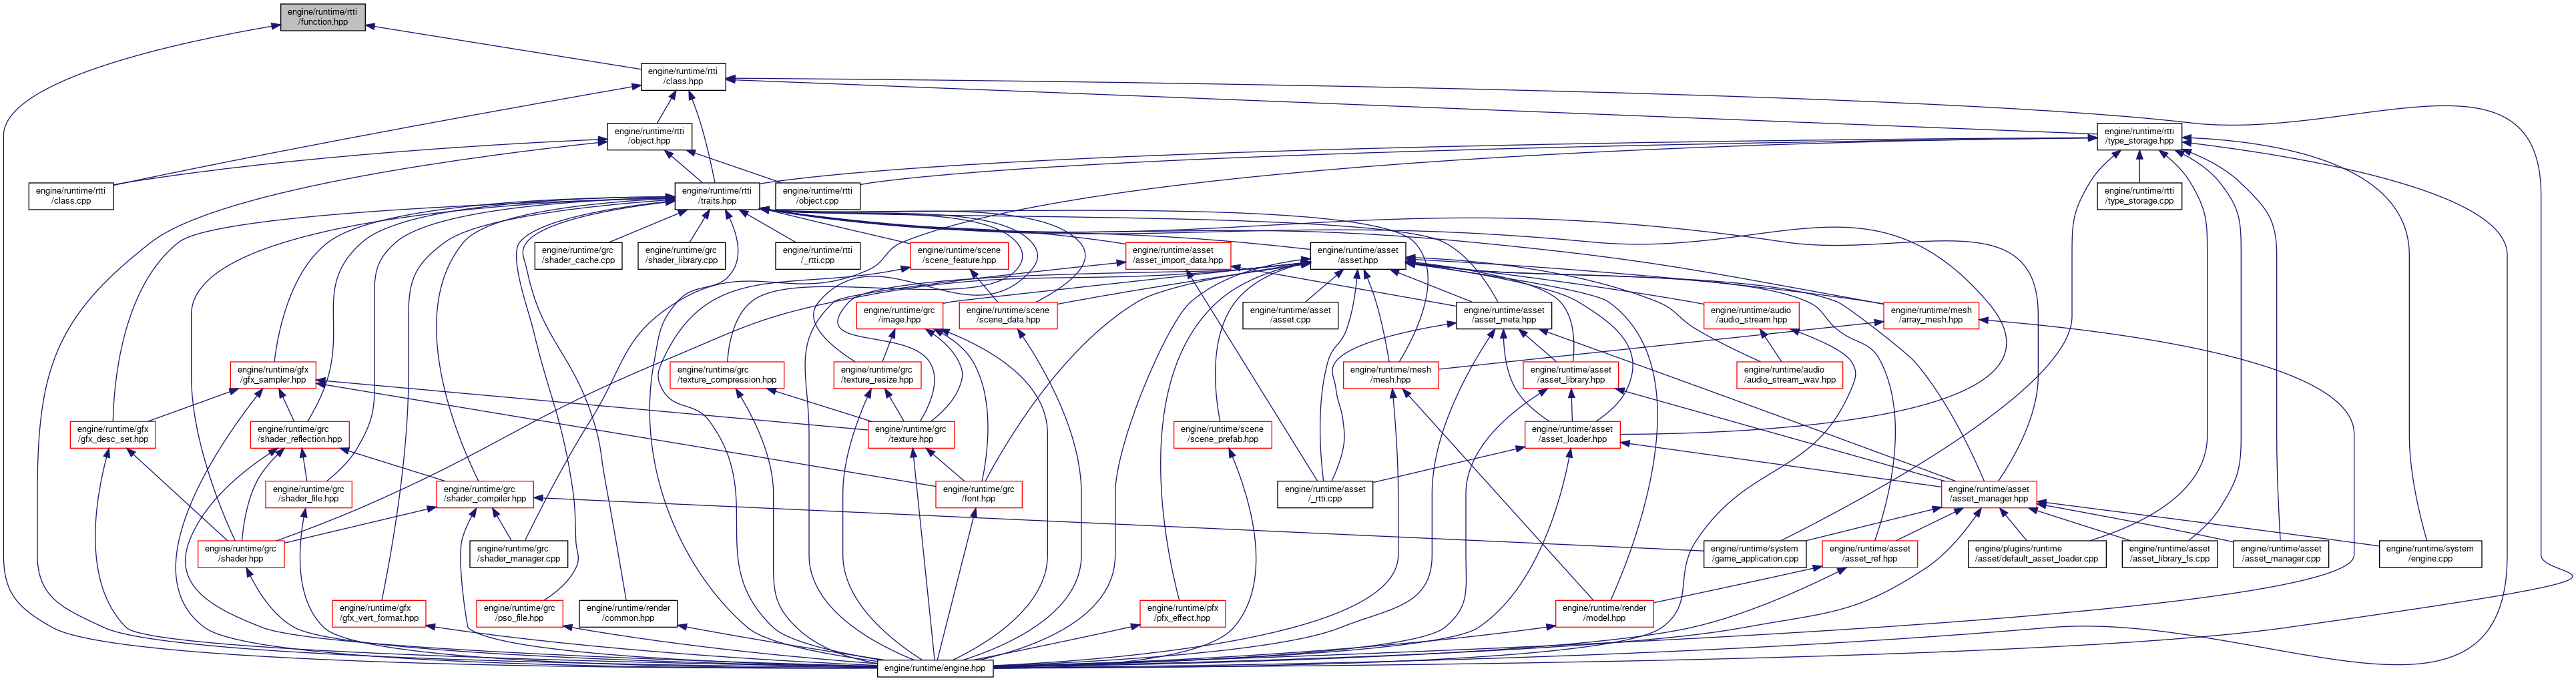 engine/runtime/rtti
/function.hpp
engine/runtime/rtti
/class.hpp
engine/runtime/rtti
/object.hpp
engine/runtime/rtti
/type_storage.hpp
engine/runtime/rtti
/class.cpp
engine/runtime/rtti
/traits.hpp
engine/runtime/rtti
/object.cpp
engine/runtime/rtti
/type_storage.cpp
engine/runtime/grc
/shader_cache.cpp
engine/runtime/grc
/shader_library.cpp
engine/runtime/rtti
/_rtti.cpp
engine/runtime/scene
/scene_feature.hpp
engine/runtime/asset
/asset_import_data.hpp
engine/runtime/asset
/asset.hpp
engine/runtime/grc
/image.hpp
engine/runtime/scene
/scene_data.hpp
engine/runtime/asset
/asset.cpp
engine/runtime/asset
/asset_meta.hpp
engine/runtime/audio
/audio_stream.hpp
engine/runtime/mesh
/array_mesh.hpp
engine/runtime/gfx
/gfx_sampler.hpp
engine/runtime/grc
/texture_compression.hpp
engine/runtime/grc
/texture_resize.hpp
engine/runtime/mesh
/mesh.hpp
engine/runtime/asset
/asset_library.hpp
engine/runtime/audio
/audio_stream_wav.hpp
engine/runtime/gfx
/gfx_desc_set.hpp
engine/runtime/grc
/shader_reflection.hpp
engine/runtime/grc
/texture.hpp
engine/runtime/scene
/scene_prefab.hpp
engine/runtime/asset
/asset_loader.hpp
engine/runtime/grc
/shader_file.hpp
engine/runtime/grc
/shader_compiler.hpp
engine/runtime/grc
/font.hpp
engine/runtime/asset
/_rtti.cpp
engine/runtime/asset
/asset_manager.hpp
engine/runtime/grc
/shader.hpp
engine/runtime/grc
/shader_manager.cpp
engine/runtime/system
/game_application.cpp
engine/runtime/asset
/asset_ref.hpp
engine/plugins/runtime
/asset/default_asset_loader.cpp
engine/runtime/asset
/asset_library_fs.cpp
engine/runtime/asset
/asset_manager.cpp
engine/runtime/system
/engine.cpp
engine/runtime/gfx
/gfx_vert_format.hpp
engine/runtime/grc
/pso_file.hpp
engine/runtime/render
/common.hpp
engine/runtime/pfx
/pfx_effect.hpp
engine/runtime/render
/model.hpp
engine/runtime/engine.hpp